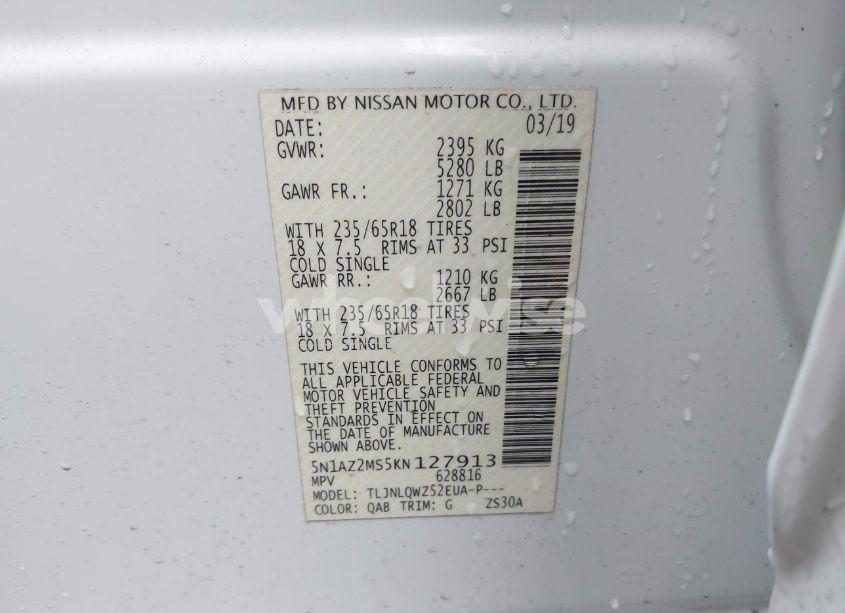 MFD BY NISSAN MOTOR CO., LTD.
DATE: 03/19
GVWR: 2395 KG
5280 LB
GAWR FR.: 1271 KG
2802 LB
WITH 235/65R18 TIRES
18 X 7.5 RIMS AT 33 PSI
COLD SINGLE
GAWR RR.: 1210 KG
2667 LB
WITH 235/65R18 TIRES
18 X 7.5 RIMS AT 33 PSI
COLD SINGLE
THIS VEHICLE CONFORMS TO
ALL APPLICABLE FEDERAL
MOTOR VEHICLE SAFETY AND
THEFT PREVENTION
STANDARDS IN EFFECT ON
THE DATE OF MANUFACTURE
SHOWN ABOVE.
5N1AZ2MS5KN127913
MPV 628816
MODEL: TLJNLQWZ52EUA-P---
COLOR: QAB TRIM: G ZS30A
wheelwise